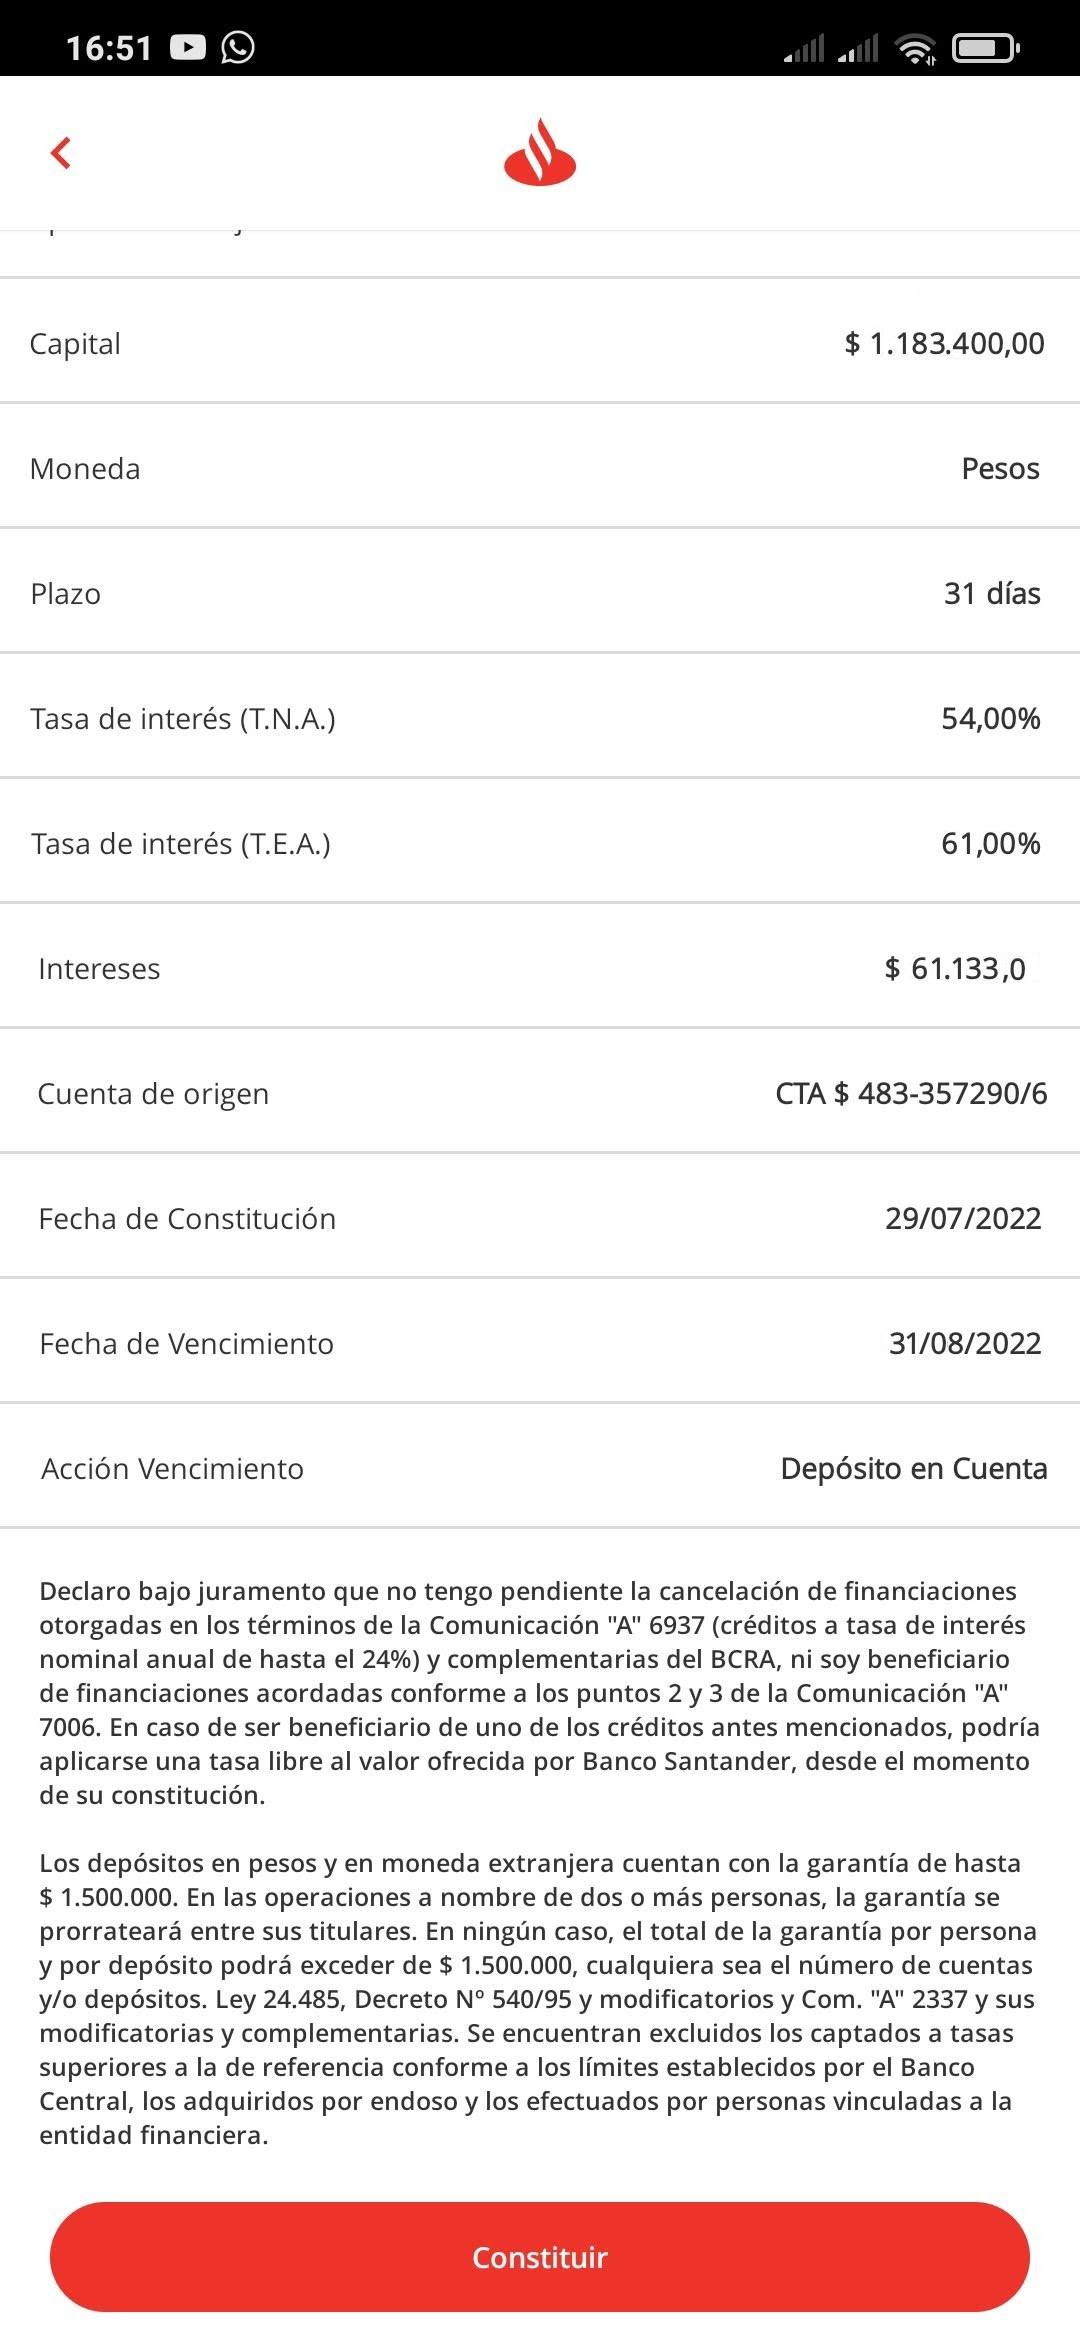 16:51
Capital
$ 1.183.400,00
Moneda
Pesos
Plazo
31 días
Tasa de interés (T.N.A.)
54,00%
Tasa de interés (T.E.A.)
61,00%
Intereses
$ 61.133,0
Cuenta de origen
CTA $ 483-357290/6
Fecha de Constitución
29/07/2022
Fecha de Vencimiento
31/08/2022
Acción Vencimiento
Depósito en Cuenta
Declaro bajo juramento que no tengo pendiente la cancelación de financiaciones
otorgadas en los términos de la Comunicación "A" 6937 (créditos a tasa de interés
nominal anual de hasta el 24%) y complementarias del BCRA, ni soy beneficiario
de financiaciones acordadas conforme a los puntos 2 y 3 de la Comunicación "A"
7006. En caso de ser beneficiario de uno de los créditos antes mencionados, podría
aplicarse una tasa libre al valor ofrecida por Banco Santander, desde el momento
de su constitución.
Los depósitos en pesos y en moneda extranjera cuentan con la garantía de hasta
$ 1.500.000. En las operaciones a nombre de dos o más personas, la garantía se
prorrateará entre sus titulares. En ningún caso, el total de la garantía por persona
y por depósito podrá exceder de $ 1.500.000, cualquiera sea el número de cuentas
y/o depósitos. Ley 24.485, Decreto Nº 540/95 y modificatorios y Com. "A" 2337 y sus
modificatorias y complementarias. Se encuentran excluidos los captados a tasas
superiores a la de referencia conforme a los límites establecidos por el Banco
Central, los adquiridos por endoso y los efectuados por personas vinculadas a la
entidad financiera.
Constituir